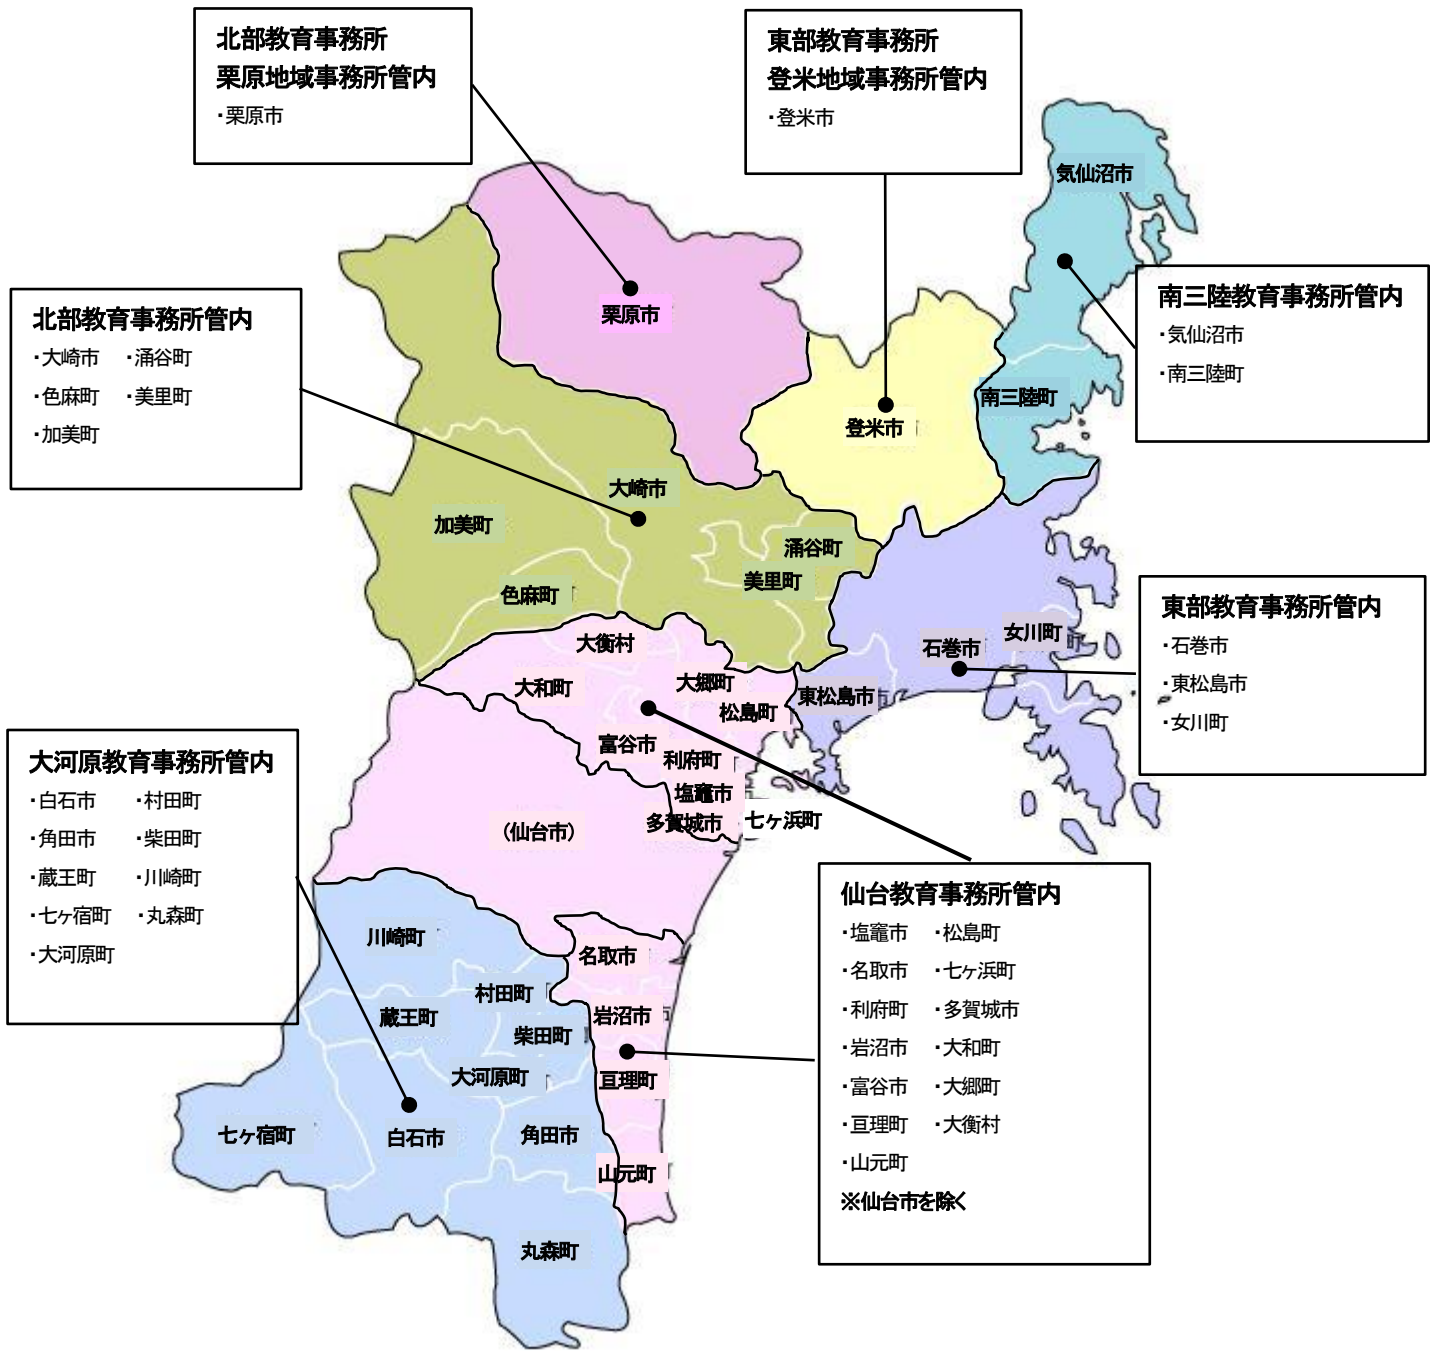 北部教育事務所
栗原地域事務所管内
・栗原市
東部教育事務所
登米地域事務所管内
・登米市
気仙沼市
南三陸教育事務所管内
・気仙沼市
・南三陸町
栗原市
北部教育事務所管内
・大崎市 ・涌谷町
・色麻町 ・美里町
・加美町
南三陸町
登米市
大崎市
加美町
涌谷町
美里町
色麻町
東部教育事務所管内
・石巻市
・東松島市
・女川町
女川町
石巻市
大衡村
大郷町
大和町
東松島市
松島町
富谷市
利府町
塩竈市
多賀城市
七ヶ浜町
（仙台市）
大河原教育事務所管内
・白石市 ・村田町
・角田市 ・柴田町
・蔵王町 ・川崎町
・七ヶ宿町 ・丸森町
・大河原町
仙台教育事務所管内
・塩竈市 ・松島町
・名取市 ・七ヶ浜町
・利府町 ・多賀城市
・岩沼市 ・大和町
・富谷市 ・大郷町
・亘理町 ・大衡村
・山元町
※仙台市を除く
川崎町
名取市
村田町
岩沼市
蔵王町
柴田町
大河原町
亘理町
七ヶ宿町
白石市
角田市
山元町
丸森町